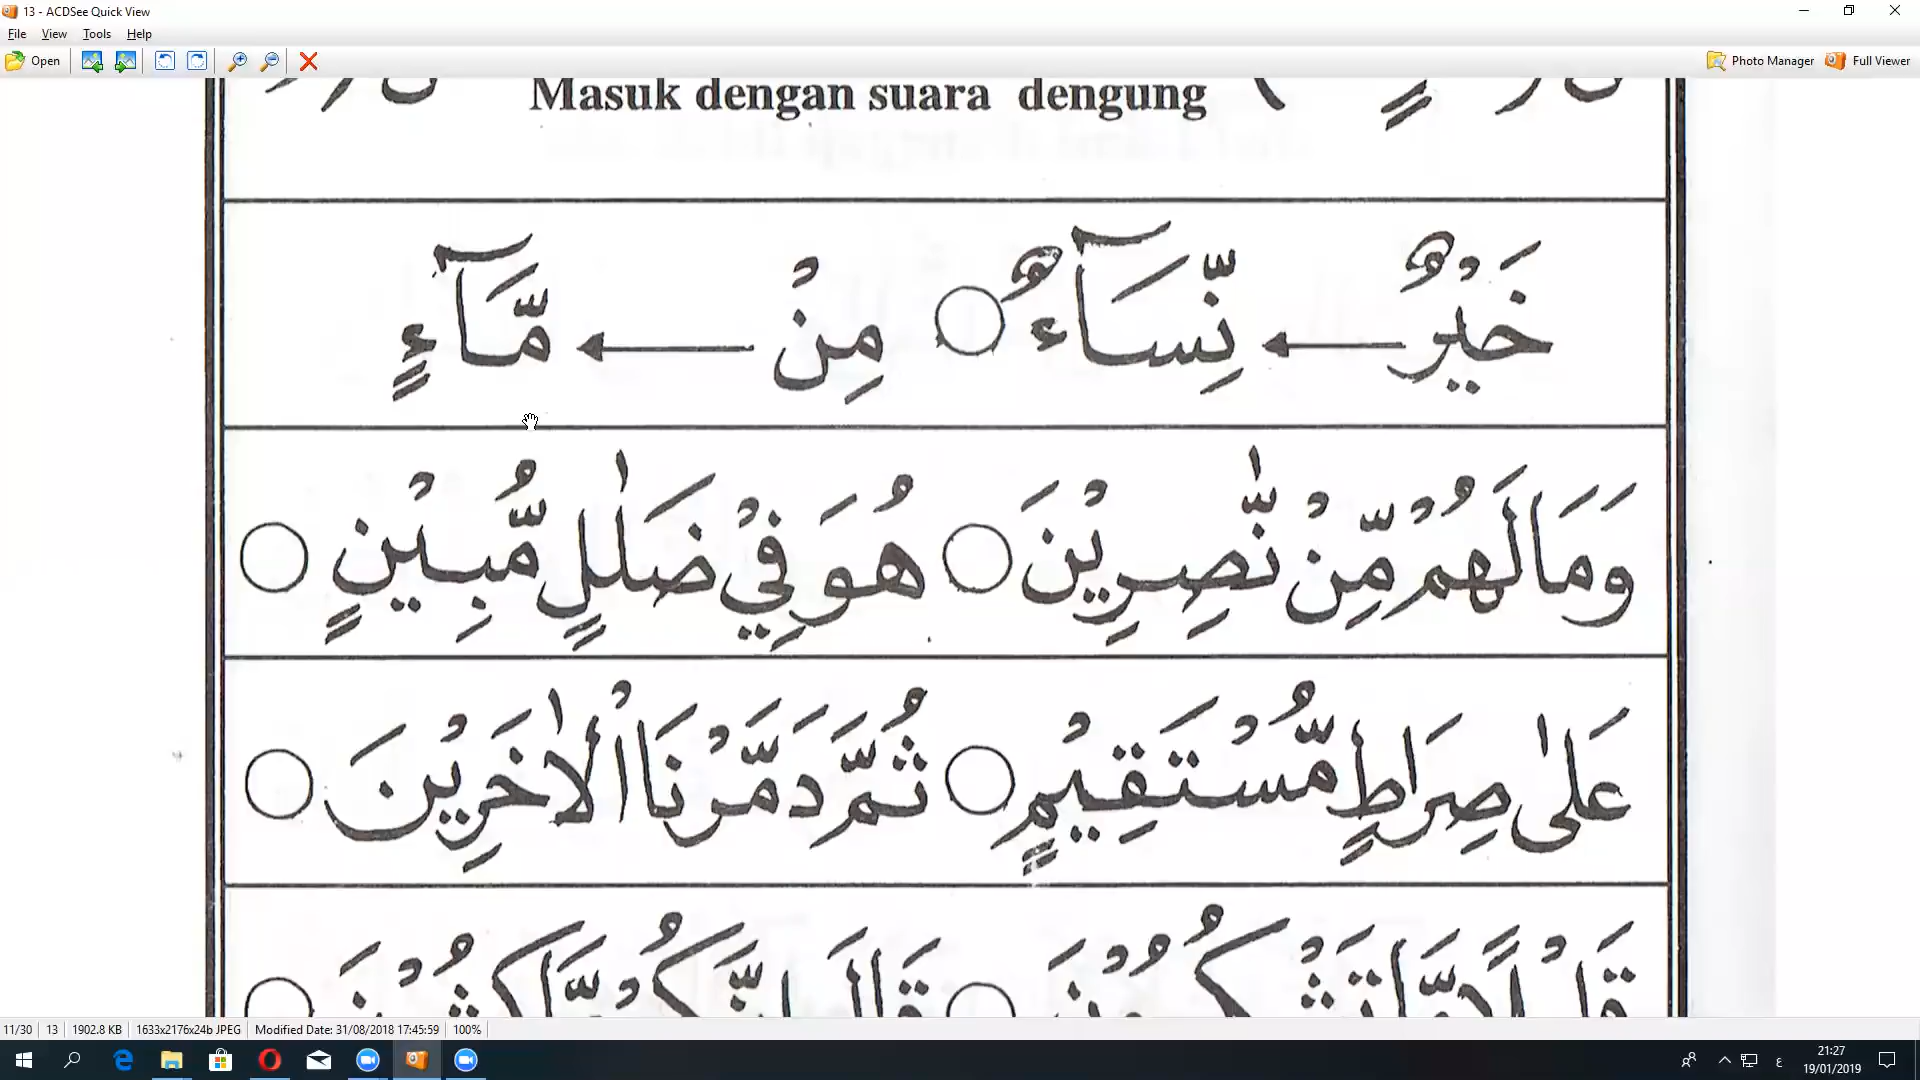 13 - ACDSee Quick View
File View Tools Help
Open Photo Manager Full Viewer
Masuk dengan suara dengung
خَيْرٌ نِّسَآءٌ ○ مِنْ مَّآءٍ
وَمَا لَهُمْ مِّنْ نّٰصِرِيْنَ ○ هُوَ فِيْ ضَلٰلٍ مُّبِيْنٍ ○
عَلٰى صِرَاطٍ مُّسْتَقِيْمٍ ○ ثُمَّ دَمَّرْنَا الْاٰخَرِيْنَ ○
11/30 13 1902.8 KB 1633x2176x24b JPEG Modified Date: 31/08/2018 17:45:59 100%
ع 21:27
19/01/2019